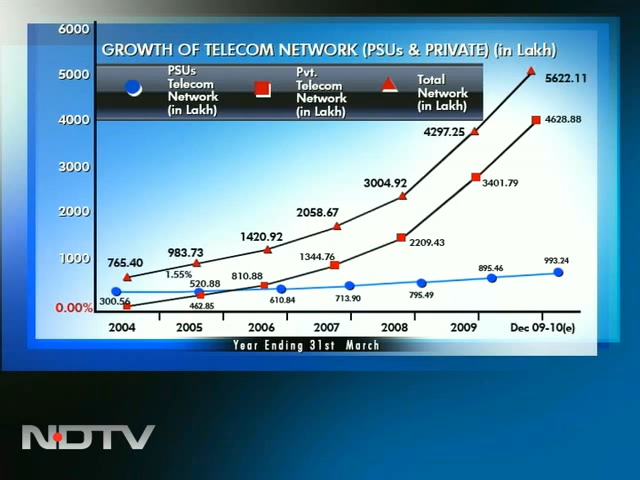 6000
GROWTH OF TELECOM NETWORK (PSUs & PRIVATE) (in Lakh)
PSUs
Telecom
Network
(in Lakh)
Pvt.
Telecom
Network
(in Lakh)
Total
Network
(in Lakh)
5000
5622.11
4000
4297.25
4628.88
3000
3004.92
3401.79
2000
2058.67
2209.43
1420.92
1344.76
1000
765.40
983.73
1.55%
520.88
810.88
895.46
993.24
300.56
462.85
610.84
713.90
795.49
0.00%
2004 2005 2006 2007 2008 2009 Dec 09-10(e)
Year Ending 31st March
NDTV